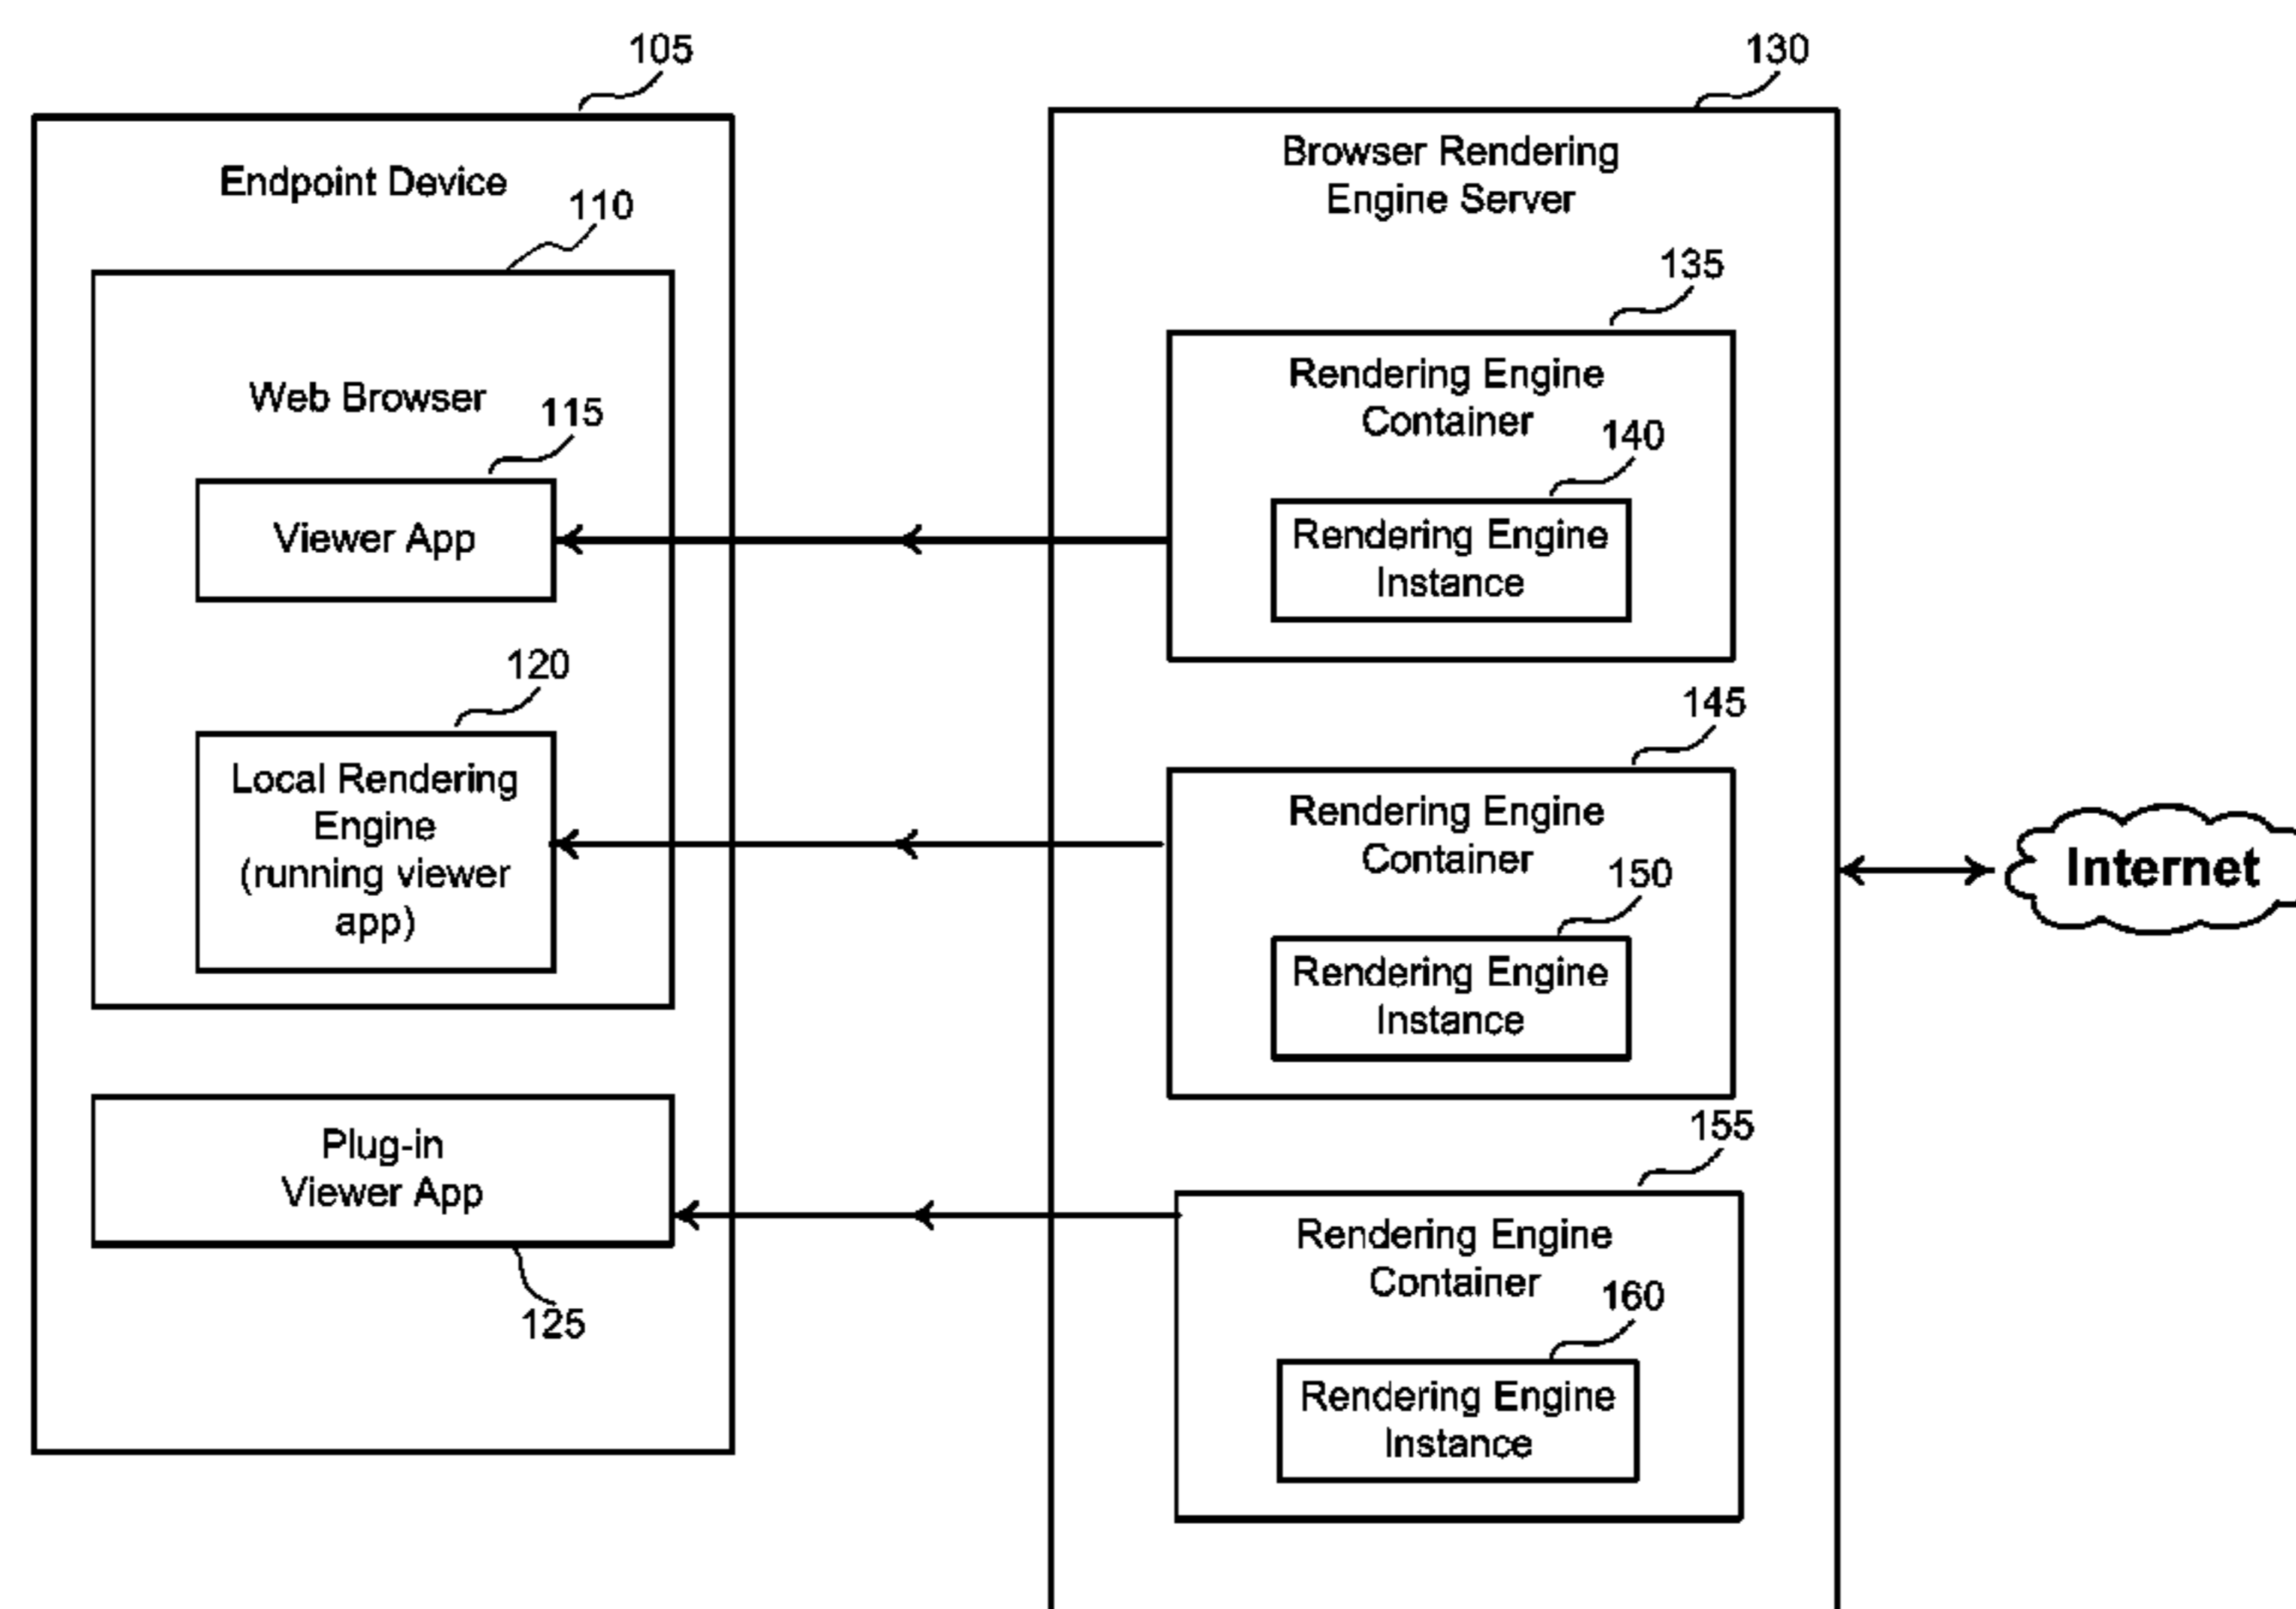 105
Endpoint Device
110
Web Browser
115
Viewer App
120
Local Rendering
Engine
(running viewer
app)
Plug-in
Viewer App
125
130
Browser Rendering
Engine Server
135
Rendering Engine
Container
140
Rendering Engine
Instance
145
Rendering Engine
Container
150
Rendering Engine
Instance
155
Rendering Engine
Container
160
Rendering Engine
Instance
Internet